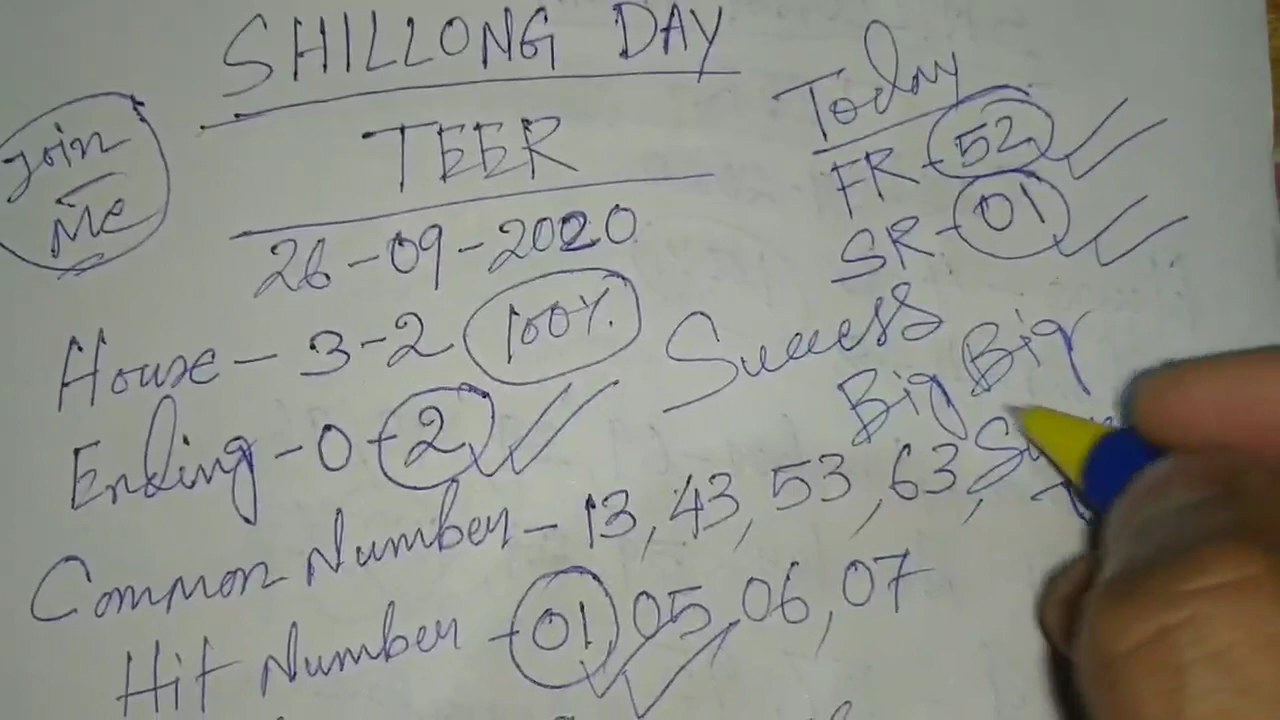 SHILLONG DAY
TEER
26-09-2020
Join
Me
Today
FR - 52
SR - 01
House - 3-2 100%.
Success
Ending - 0 - 2
Big Big
Common Number - 13, 43, 53, 63,
Hit Number - 01, 05, 06, 07